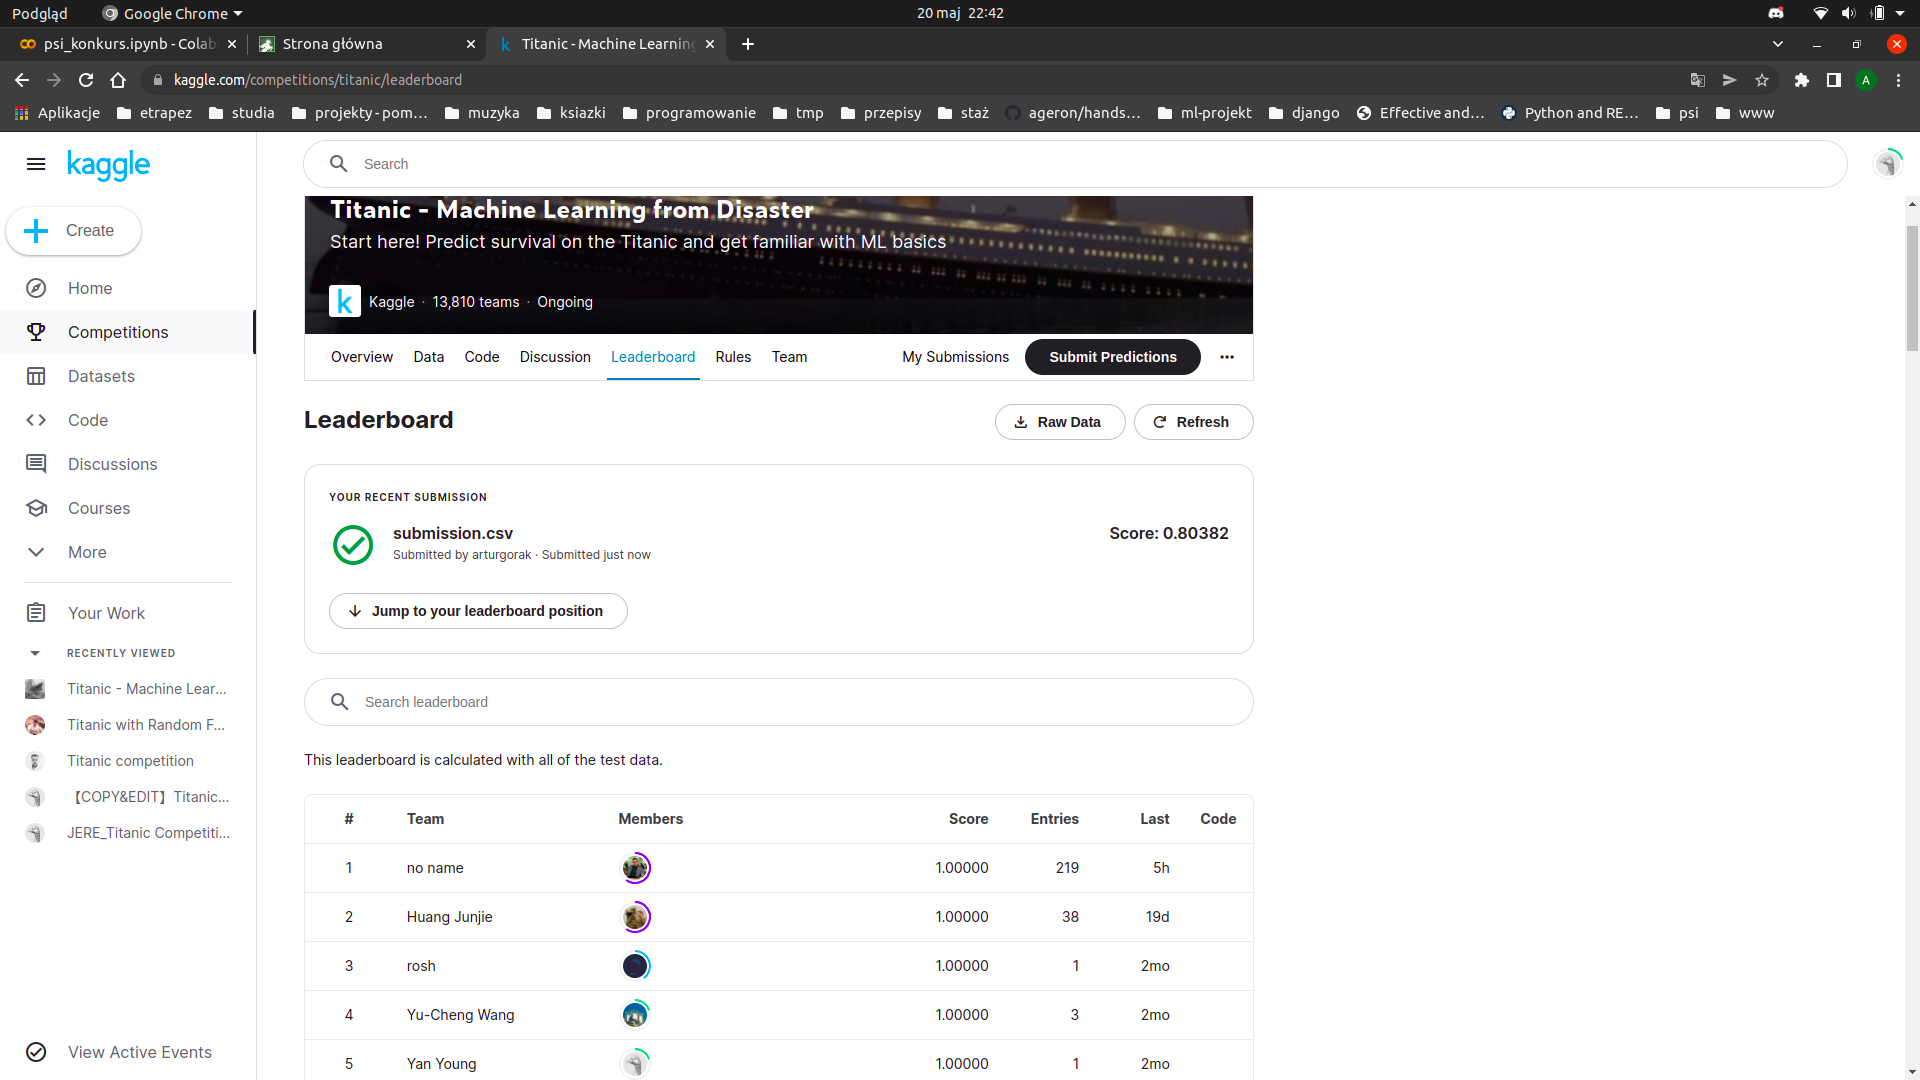 Podgląd
Google Chrome
20 maj 22:42
psi_konkurs.ipynb - Colab
Strona główna
Titanic - Machine Learning
kaggle.com/competitions/titanic/leaderboard
A
Aplikacje
etrapez
studia
projekty - pom...
muzyka
ksiazki
programowanie
tmp
przepisy
staż
ageron/hands...
ml-projekt
django
Effective and...
Python and RE...
psi
www
kaggle
Search
Create
Home
Competitions
Datasets
Code
Discussions
Courses
More
Your Work
RECENTLY VIEWED
Titanic - Machine Lear...
Titanic with Random F...
Titanic competition
【COPY&EDIT】Titanic...
JERE_Titanic Competiti...
View Active Events
Titanic - Machine Learning from Disaster
Start here! Predict survival on the Titanic and get familiar with ML basics
k
Kaggle · 13,810 teams · Ongoing
Overview
Data
Code
Discussion
Leaderboard
Rules
Team
My Submissions
Submit Predictions
Leaderboard
Raw Data
Refresh
YOUR RECENT SUBMISSION
submission.csv
Score: 0.80382
Submitted by arturgorak · Submitted just now
Jump to your leaderboard position
Search leaderboard
This leaderboard is calculated with all of the test data.
# Team Members Score Entries Last Code
1 no name 1.00000 219 5h
2 Huang Junjie 1.00000 38 19d
3 rosh 1.00000 1 2mo
4 Yu-Cheng Wang 1.00000 3 2mo
5 Yan Young 1.00000 1 2mo